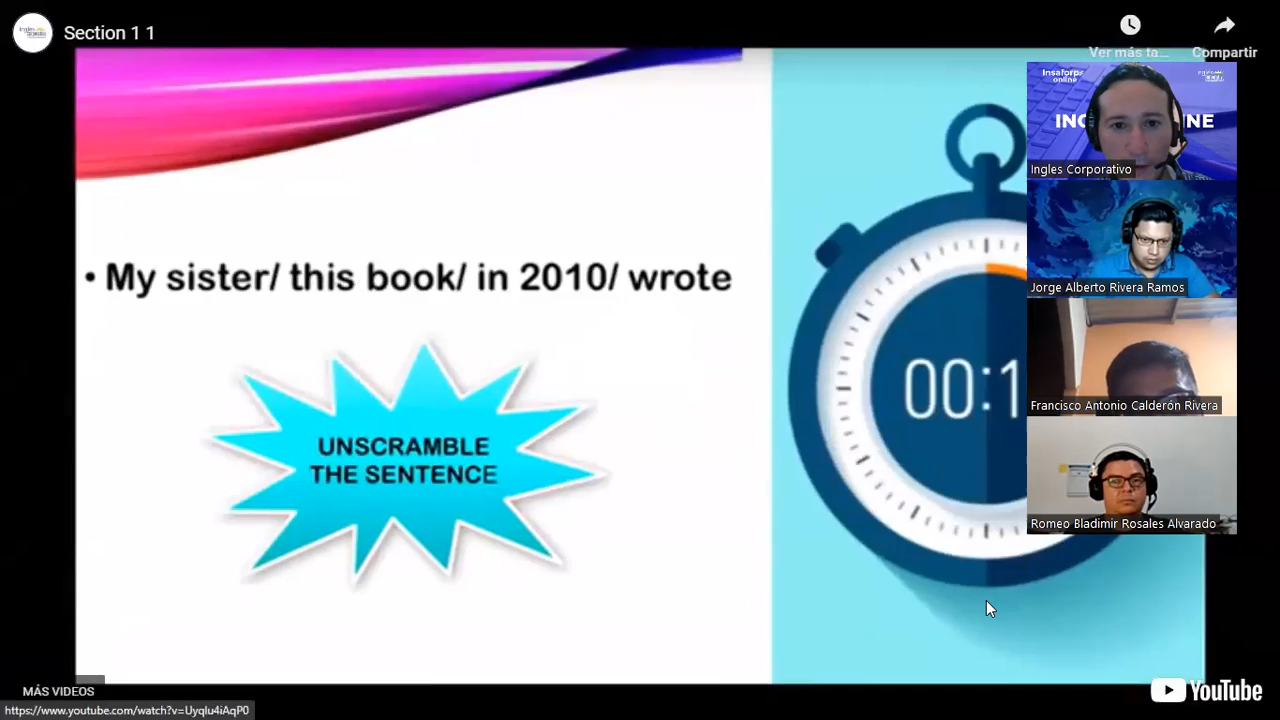 Section 1 1
Ver más ta...
Compartir
Insaforp
online
Ingles Corporativo
Jorge Alberto Rivera Ramos
• My sister/ this book/ in 2010/ wrote
00:1
Francisco Antonio Calderón Rivera
UNSCRAMBLE
THE SENTENCE
Romeo Bladimir Rosales Alvarado
MÁS VIDEOS
YouTube
https://www.youtube.com/watch?v=Uyqlu4iAqP0